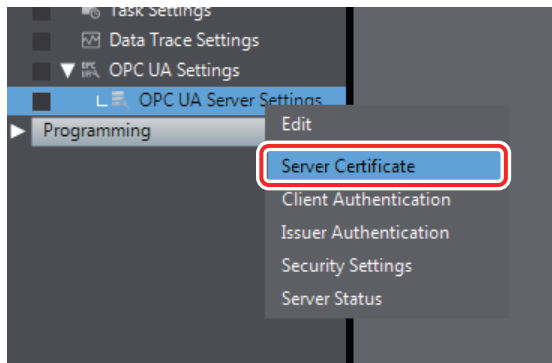 Task Settings
Data Trace Settings
OPC UA Settings
OPC UA Server Settings
Programming
Edit
Server Certificate
Client Authentication
Issuer Authentication
Security Settings
Server Status